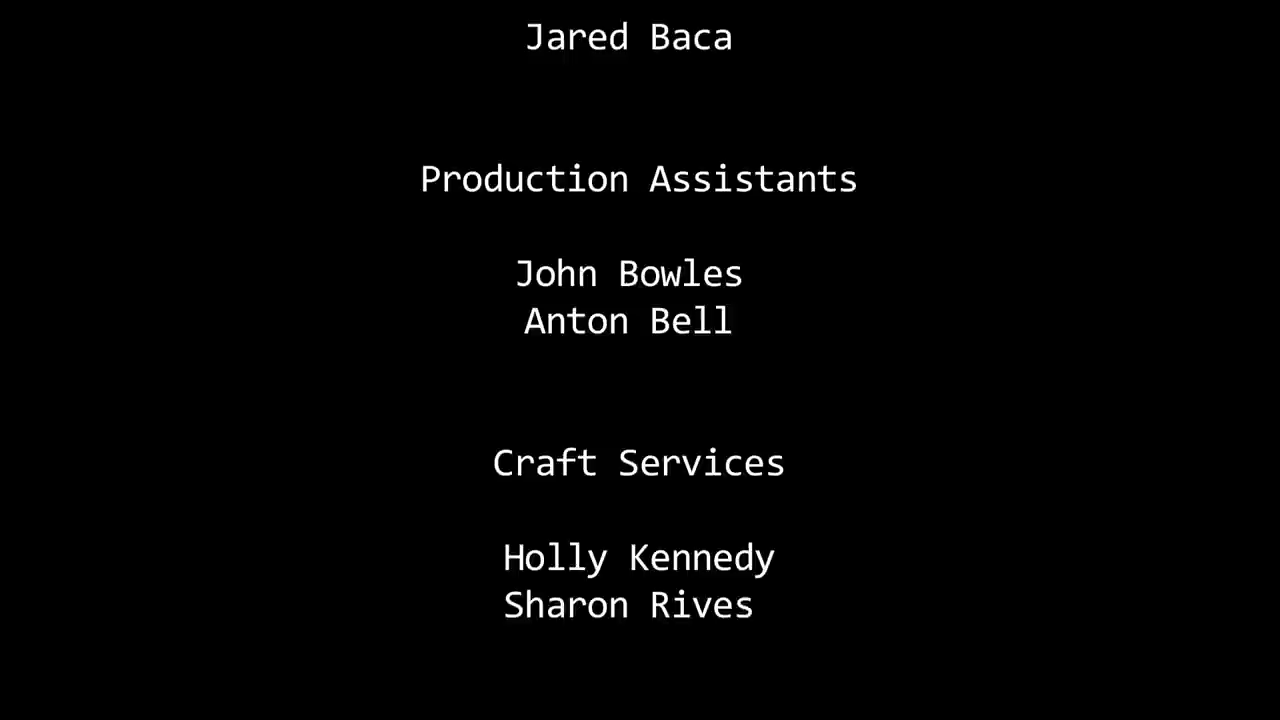 Jared Baca
Production Assistants
John Bowles
Anton Bell
Craft Services
Holly Kennedy
Sharon Rives